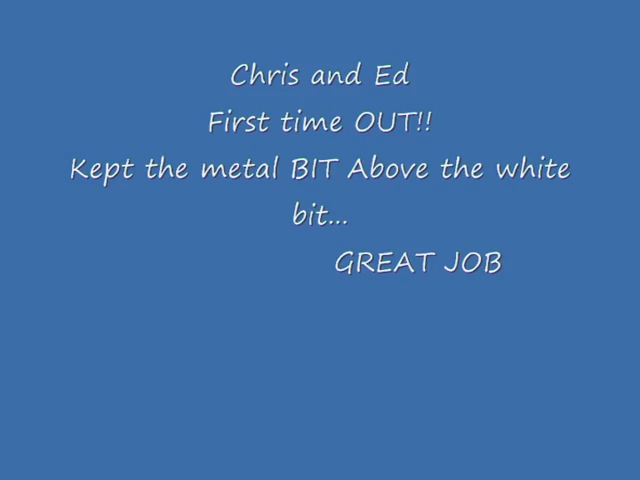 Chris and Ed
First time OUT!!
Kept the metal BIT Above the white
bit...
GREAT JOB